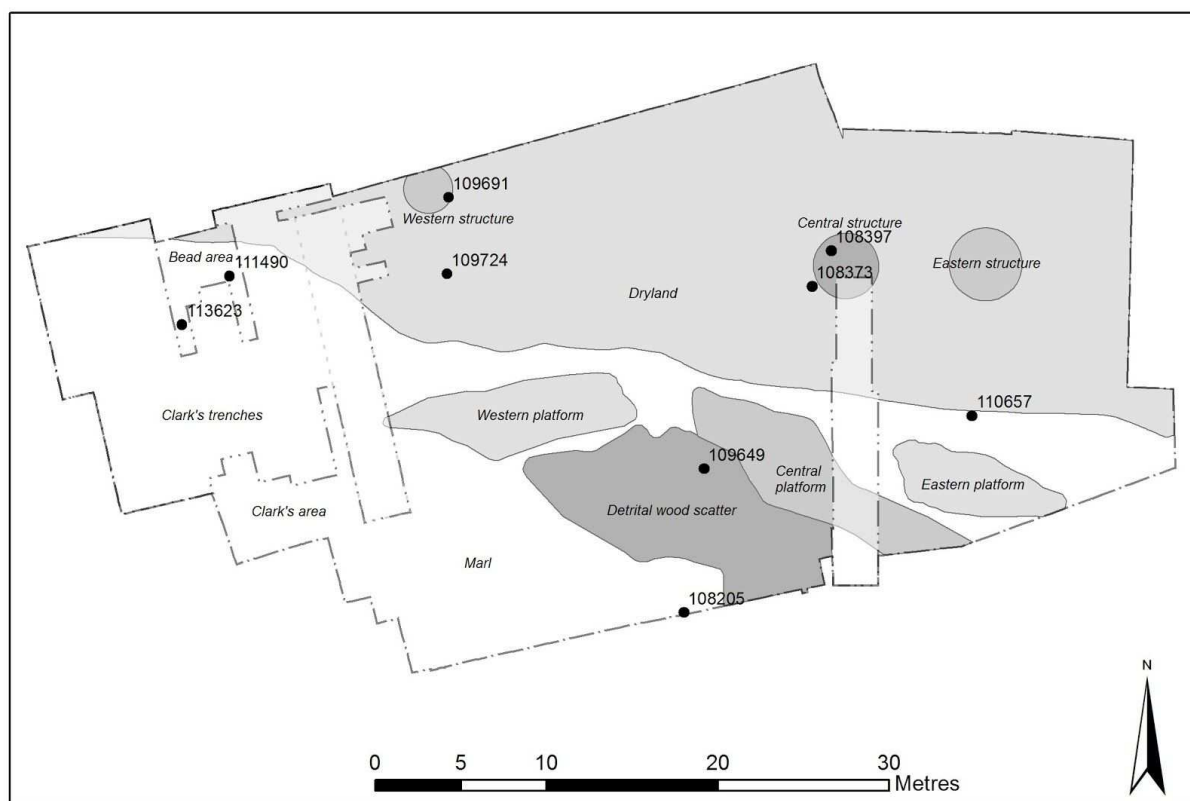 109691
Western structure
Central structure
108397
Bead area
111490
109724
Eastern structure
108373
Dryland
113623
Clark's trenches
Western platform
110657
109649
Central
platform
Eastern platform
Clark's area
Detrital wood scatter
Marl
108205
N
0 5 10 20 30
Metres